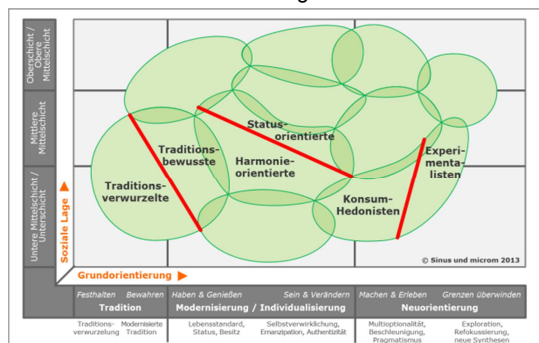 Oberschicht /
Obere
Mittelschicht
Mittlere
Mittelschicht
Untere Mittelschicht /
Unterschicht
Soziale Lage
Status-
orientierte
Traditions-
bewusste
Harmonie-
orientierte
Experi-
menta-
listen
Traditions-
verwurzelte
Konsum-
Hedonisten
© Sinus und microm 2013
Grundorientierung
Festhalten
Bewahren
Haben & Genießen
Sein & Verändern
Machen & Erleben
Grenzen überwinden
Tradition
Modernisierung / Individualisierung
Neuorientierung
Traditions-
verwurzelung
Modernisierte
Tradition
Lebensstandard,
Status, Besitz
Selbstverwirklichung,
Emanzipation, Authentizität
Multioptionalität,
Beschleunigung,
Pragmatismus
Exploration,
Refokussierung,
neue Synthesen